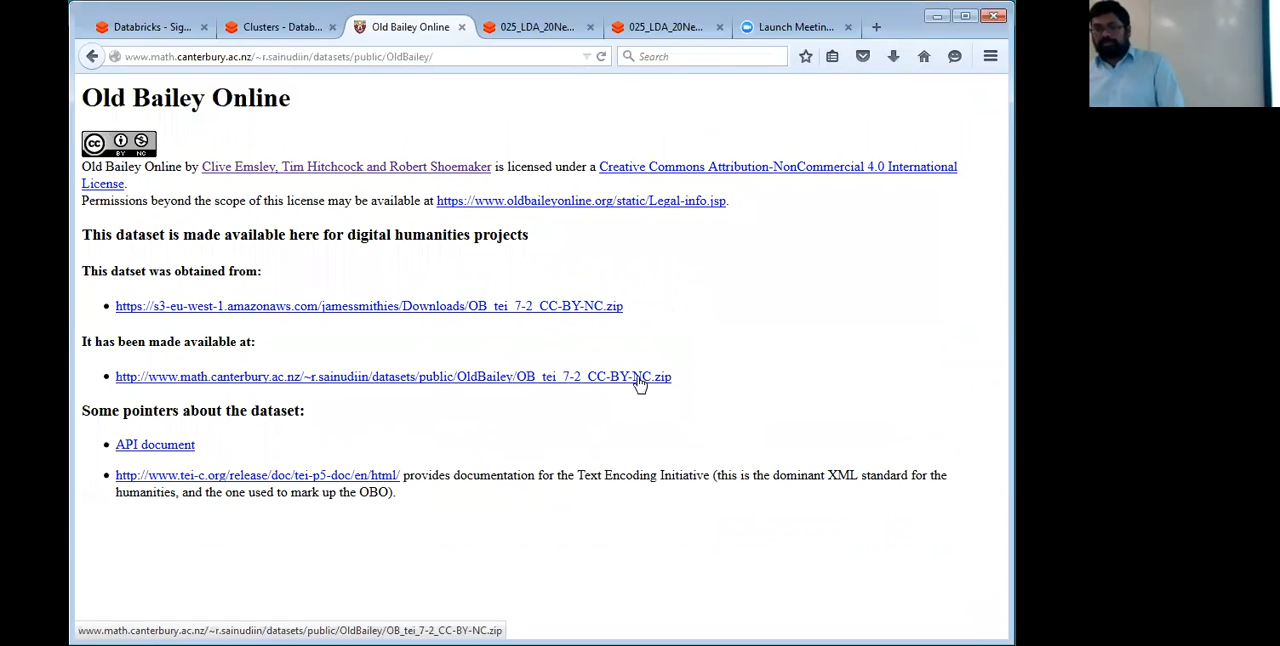 Databricks - Sig...
Clusters - Datab...
Old Bailey Online
025_LDA_20Ne...
025_LDA_20Ne...
Launch Meetin...
www.math.canterbury.ac.nz/~r.sainudiin/datasets/public/OldBailey/
Search
Old Bailey Online
cc
BY NC
Old Bailey Online by Clive Emsley, Tim Hitchcock and Robert Shoemaker is licensed under a Creative Commons Attribution-NonCommercial 4.0 International
License.
Permissions beyond the scope of this license may be available at https://www.oldbaileyonline.org/static/Legal-info.jsp.
This dataset is made available here for digital humanities projects
This datset was obtained from:
• https://s3-eu-west-1.amazonaws.com/jamessmithies/Downloads/OB_tei_7-2_CC-BY-NC.zip
It has been made available at:
• http://www.math.canterbury.ac.nz/~r.sainudiin/datasets/public/OldBailey/OB_tei_7-2_CC-BY-NC.zip
Some pointers about the dataset:
• API document
• http://www.tei-c.org/release/doc/tei-p5-doc/en/html/ provides documentation for the Text Encoding Initiative (this is the dominant XML standard for the
humanities, and the one used to mark up the OBO).
www.math.canterbury.ac.nz/~r.sainudiin/datasets/public/OldBailey/OB_tei_7-2_CC-BY-NC.zip